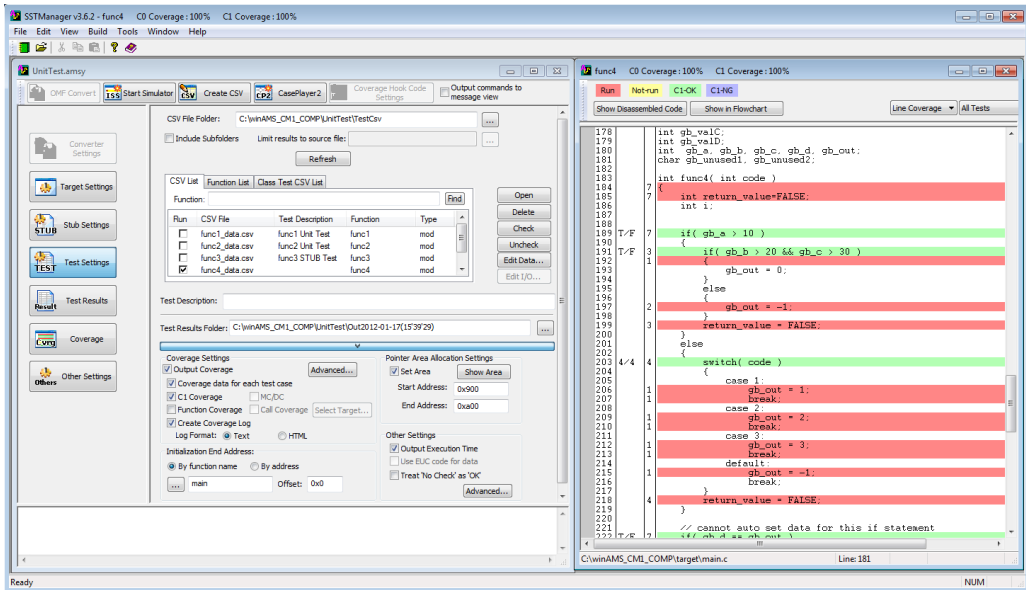 SSTManager v3.6.2 - func4 C0 Coverage : 100% C1 Coverage : 100%
File Edit View Build Tools Window Help
UnitTest.amsy
OMF Convert ISS Start Simulator CSV Create CSV CP2 CasePlayer2 Coverage Hook Code Settings Output commands to message view
Converter Settings
Target Settings
STUB Stub Settings
TEST Test Settings
Result Test Results
Cvrg Coverage
Others Other Settings
CSV File Folder: C:\winAMS_CM1_COMP\UnitTest\TestCsv ...
Include Subfolders Limit results to source file: ...
Refresh
CSV List Function List Class Test CSV List
Function: Find
Run CSV File Test Description Function Type
func1_data.csv func1 Unit Test func1 mod
func2_data.csv func2 Unit Test func2 mod
func3_data.csv func3 STUB Test func3 mod
func4_data.csv func4 mod
Open
Delete
Check
Uncheck
Edit Data...
Edit I/O...
Test Description:
Test Results Folder: C:\winAMS_CM1_COMP\UnitTest\Out2012-01-17(15'39'29) ...
Coverage Settings
Output Coverage Advanced...
Coverage data for each test case
C1 Coverage MC/DC
Function Coverage Call Coverage Select Target...
Create Coverage Log
Log Format: Text HTML
Initialization End Address:
By function name By address
... main Offset: 0x0
Pointer Area Allocation Settings
Set Area Show Area
Start Address: 0x900
End Address: 0xa00
Other Settings
Output Execution Time
Use EUC code for data
Treat 'No Check' as 'OK'
Advanced...
func4 C0 Coverage : 100% C1 Coverage : 100%
Run Not-run C1-OK C1-NG
Show Disassembled Code Show in Flowchart Line Coverage All Tests
178 int gb_valC;
179 int gb_valD;
180 int gb_a, gb_b, gb_c, gb_d, gb_out;
181 char gb_unused1, gb_unused2;
182
183 int func4( int code )
184 7 {
185 7 int return_value=FALSE;
186 int i;
187
188
189 T/F 7 if( gb_a > 10 )
190 {
191 T/F 3 if( gb_b > 20 && gb_c > 30 )
192 1 {
193 gb_out = 0;
194 }
195 else
196 {
197 2 gb_out = -1;
198 }
199 3 return_value = FALSE;
200 }
201 else
202 {
203 4/4 4 switch( code )
204 {
205 case 1:
206 1 gb_out = 1;
207 1 break;
208 case 2:
209 1 gb_out = 2;
210 1 break;
211 case 3:
212 1 gb_out = 3;
213 1 break;
214 default:
215 1 gb_out = -1;
216 break;
217 }
218 4 return_value = FALSE;
219 }
220
221 // cannot auto set data for this if statement
222 T/F 7 if( gb_d == gb_out )
C:\winAMS_CM1_COMP\target\main.c Line: 181
Ready NUM